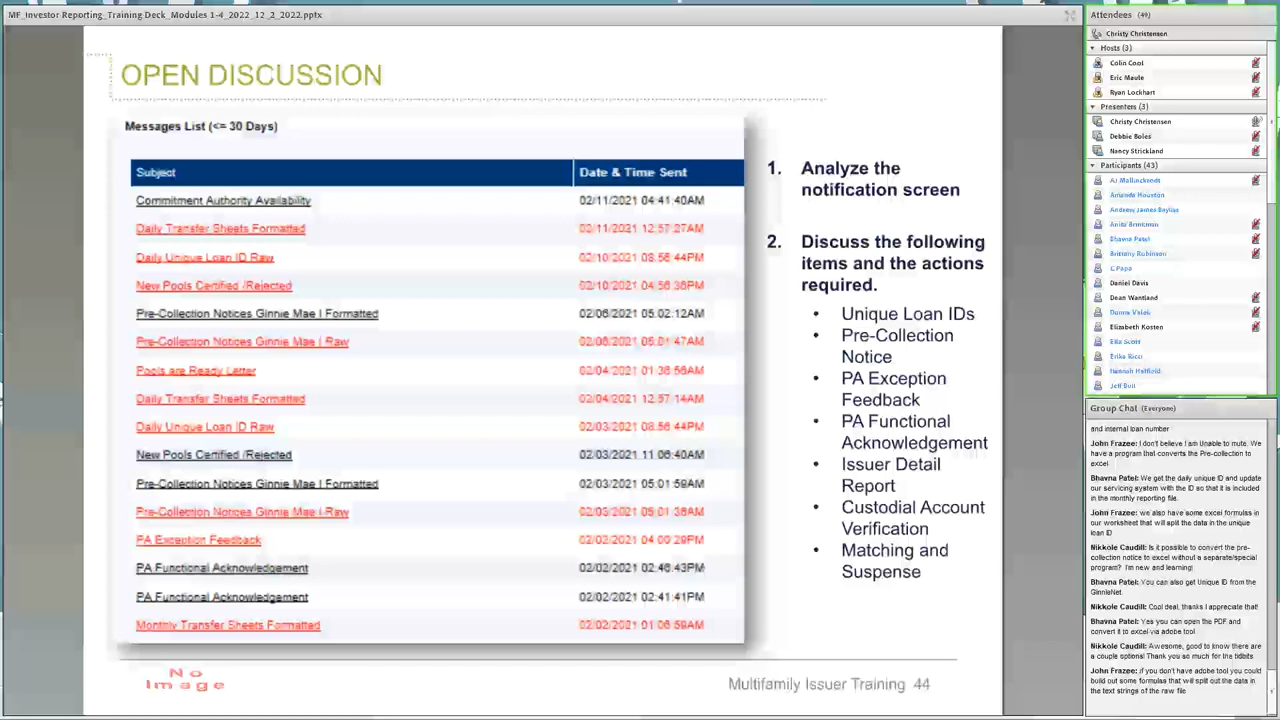 MF_Investor Reporting_Training Deck_Modules 1-4_2022_12_2_2022.pptx
OPEN DISCUSSION
Messages List (<= 30 Days)
Subject Date & Time Sent
Commitment Authority Availability 02/11/2021 04:41:40AM
Daily Transfer Sheets Formatted 02/11/2021 12:57:27AM
Daily Unique Loan ID Raw 02/10/2021 08:56:44PM
New Pools Certified /Rejected 02/10/2021 04:56:36PM
Pre-Collection Notices Ginnie Mae I Formatted 02/06/2021 05:02:12AM
Pre-Collection Notices Ginnie Mae I Raw 02/06/2021 05:01:47AM
Pools are Ready Letter 02/04/2021 01:36:56AM
Daily Transfer Sheets Formatted 02/04/2021 12:57:14AM
Daily Unique Loan ID Raw 02/03/2021 08:56:44PM
New Pools Certified /Rejected 02/03/2021 11:06:40AM
Pre-Collection Notices Ginnie Mae I Formatted 02/03/2021 05:01:59AM
Pre-Collection Notices Ginnie Mae I Raw 02/03/2021 05:01:36AM
PA Exception Feedback 02/02/2021 04:00:29PM
PA Functional Acknowledgement 02/02/2021 02:46:43PM
PA Functional Acknowledgement 02/02/2021 02:41:41PM
Monthly Transfer Sheets Formatted 02/02/2021 01:06:59AM
1. Analyze the
notification screen
2. Discuss the following
items and the actions
required.
• Unique Loan IDs
• Pre-Collection
Notice
• PA Exception
Feedback
• PA Functional
Acknowledgement
• Issuer Detail
Report
• Custodial Account
Verification
• Matching and
Suspense
No
Image
Multifamily Issuer Training 44
Attendees (49)
Christy Christensen
Hosts (3)
Colin Cool
Eric Maule
Ryan Lockhart
Presenters (3)
Christy Christensen
Debbie Boles
Nancy Strickland
Participants (43)
AJ Mollinckrodt
Amanda Houston
Andrew James Bayliss
Anita Brinkman
Bhavna Patel
Brittany Robinson
C Papa
Daniel Davis
Dean Wantland
Donna
Elizabeth Kosten
Ella Scott
Erika Ricci
Hannah Hatfield
Jeff Bull
Group Chat (Everyone)
and internal loan number
John Frazee: I don't believe I am Unable to mute. We
have a program that converts the Pre-collection to
excel
Bhavna Patel: We get the daily unique ID and update
our servicing system with the ID so that it is included
in the monthly reporting file.
John Frazee: we also have some excel formulas in
our worksheet that will split the data in the unique
loan ID
Nikkole Caudill: Is it possible to convert the pre-
collection notice to excel without a separate/special
program? I'm new and learning!
Bhavna Patel: You can also get Unique ID from the
GinnieNet.
Nikkole Caudill: Cool deal, thanks I appreciate that!
Bhavna Patel: Yes you can open the PDF and
convert it to excel via adobe tool
Nikkole Caudill: Awesome, good to know there are
a couple options! Thank you so much for the tidbits
John Frazee: if you don't have adobe tool you could
build out some formulas that will split out the data in
the text strings of the raw file